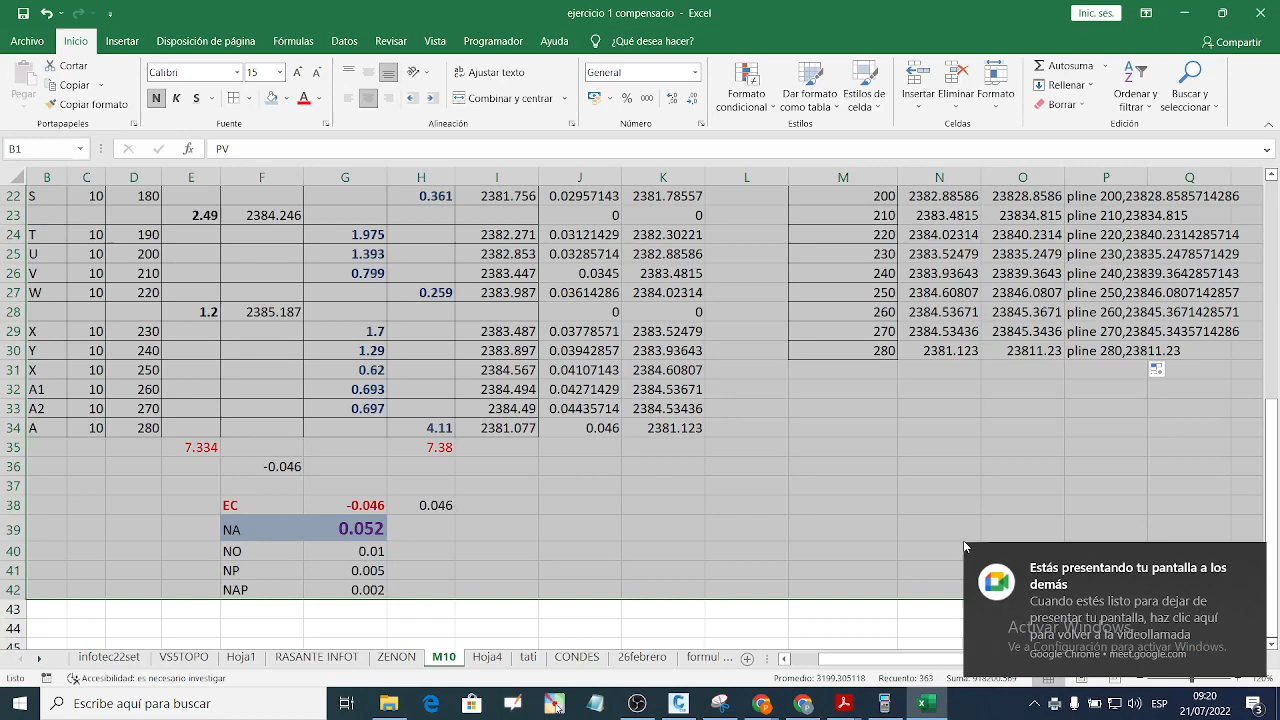 ejercicio 1 compensacio - Excel
Inic. ses.
Archivo Inicio Insertar Disposición de página Fórmulas Datos Revisar Vista Programador Ayuda ¿Qué desea hacer? Compartir
Pegar
Cortar
Copiar
Copiar formato
Calibri 15
N K S
Ajustar texto
Combinar y centrar
General
% 000
Formato condicional
Dar formato como tabla
Estilos de celda
Insertar Eliminar Formato
Autosuma
Rellenar
Borrar
Ordenar y filtrar
Buscar y seleccionar
Portapapeles Fuente Alineación Número Estilos Celdas Edición
B1 fx PV
B C D E F G H I J K L M N O P Q
22 S 10 180 0.361 2381.756 0.02957143 2381.78557 200 2382.88586 23828.8586 pline 200,23828.8585714286
23 2.49 2384.246 0 0 210 2383.4815 23834.815 pline 210,23834.815
24 T 10 190 1.975 2382.271 0.03121429 2382.30221 220 2384.02314 23840.2314 pline 220,23840.2314285714
25 U 10 200 1.393 2382.853 0.03285714 2382.88586 230 2383.52479 23835.2479 pline 230,23835.2478571429
26 V 10 210 0.799 2383.447 0.0345 2383.4815 240 2383.93643 23839.3643 pline 240,23839.3642857143
27 W 10 220 0.259 2383.987 0.03614286 2384.02314 250 2384.60807 23846.0807 pline 250,23846.0807142857
28 1.2 2385.187 0 0 260 2384.53671 23845.3671 pline 260,23845.3671428571
29 X 10 230 1.7 2383.487 0.03778571 2383.52479 270 2384.53436 23845.3436 pline 270,23845.3435714286
30 Y 10 240 1.29 2383.897 0.03942857 2383.93643 280 2381.123 23811.23 pline 280,23811.23
31 X 10 250 0.62 2384.567 0.04107143 2384.60807
32 A1 10 260 0.693 2384.494 0.04271429 2384.53671
33 A2 10 270 0.697 2384.49 0.04435714 2384.53436
34 A 10 280 4.11 2381.077 0.046 2381.123
35 7.334 7.38
36 -0.046
37
38 EC -0.046 0.046
39 NA 0.052
40 NO 0.01
41 NP 0.005
42 NAP 0.002
43
44
45
Estás presentando tu pantalla a los
demás
Cuando estés listo para dejar de
presentar tu pantalla, haz clic aquí
para volver a la videollamada
Google Chrome • meet.google.com
Activar Windows
Ve a Configuración para activar Windows.
infotec22set VS5TOPO Hoja1 RASANTE INFOT ZENON M10 Hoja4 tati CONDES 26febrero formul
Accesibilidad: es necesario investigar
Promedio: 3199.305118 Recuento: 363
Escribe aquí para buscar
09:20
21/07/2022